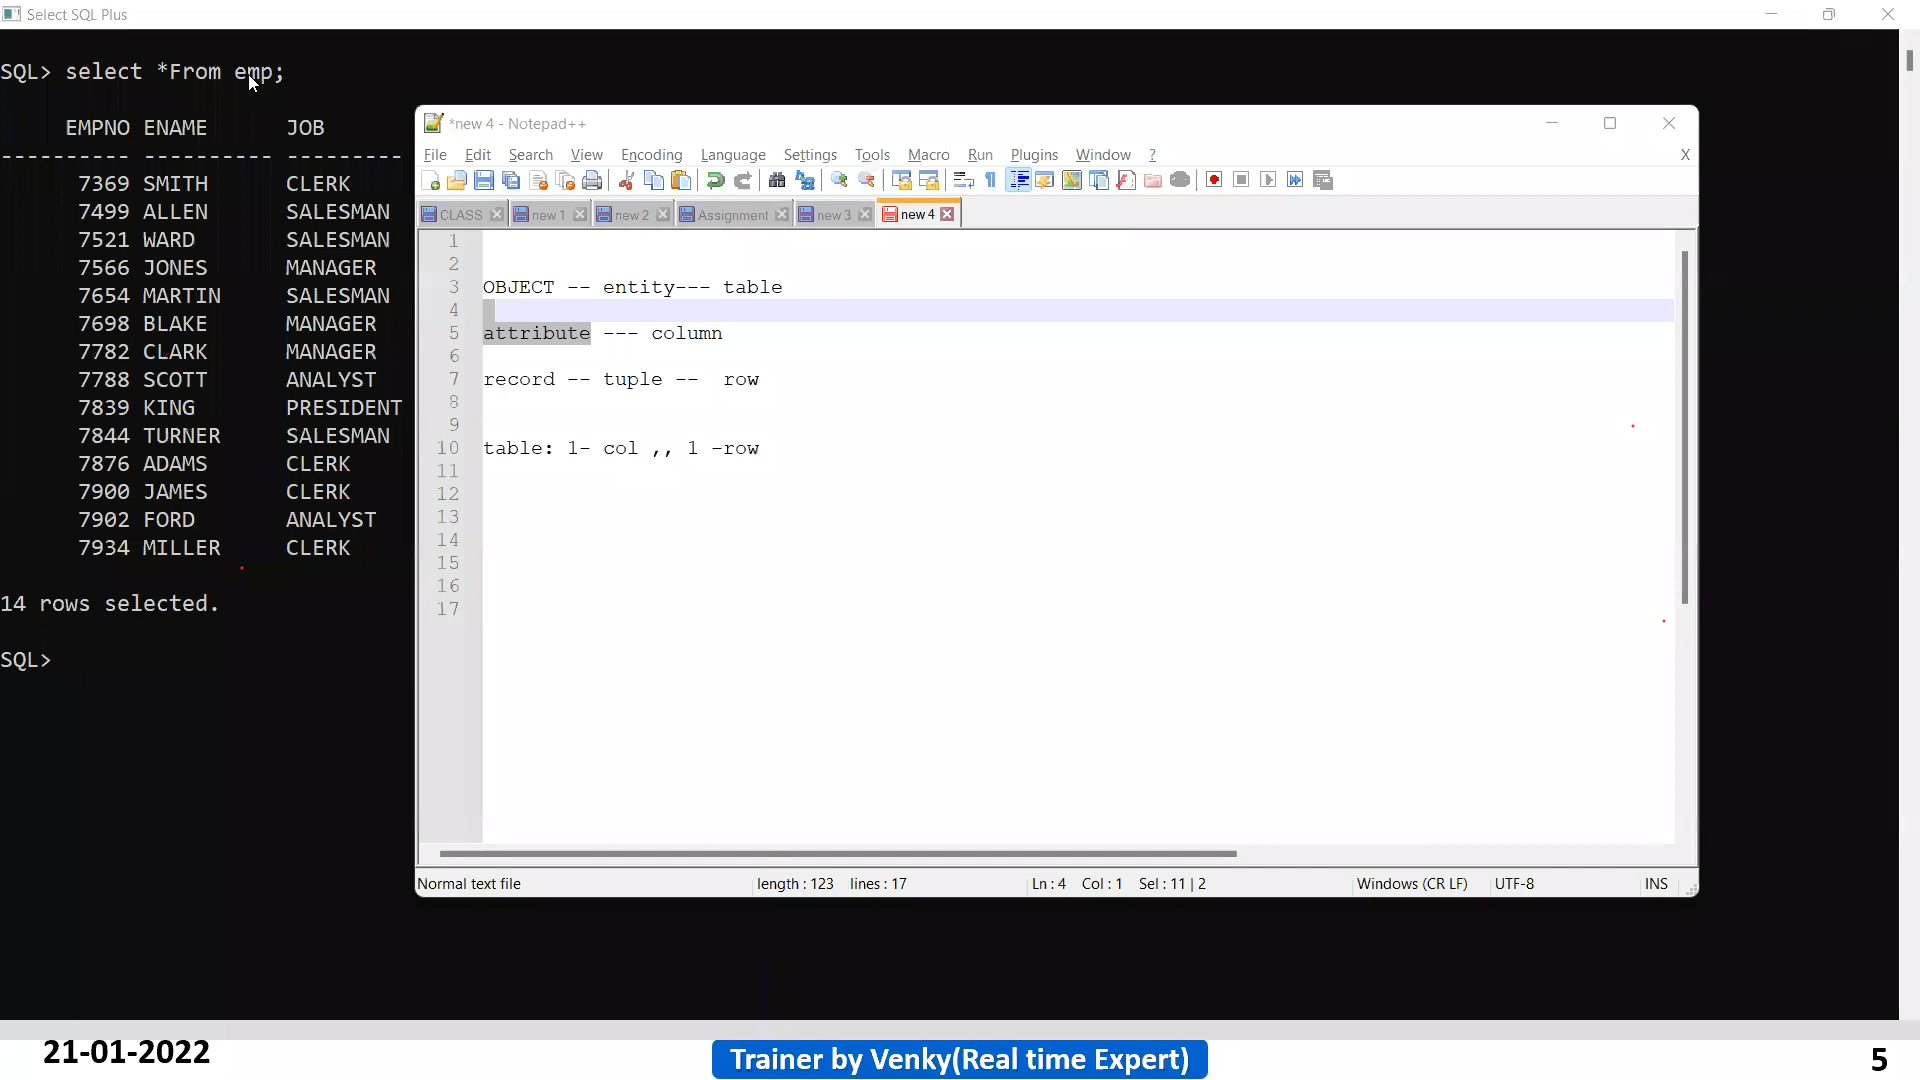 Select SQL Plus
SQL> select *From emp;
EMPNO ENAME      JOB
---------- ---------- ---------
7369 SMITH      CLERK
7499 ALLEN      SALESMAN
7521 WARD       SALESMAN
7566 JONES      MANAGER
7654 MARTIN     SALESMAN
7698 BLAKE      MANAGER
7782 CLARK      MANAGER
7788 SCOTT      ANALYST
7839 KING       PRESIDENT
7844 TURNER     SALESMAN
7876 ADAMS      CLERK
7900 JAMES      CLERK
7902 FORD       ANALYST
7934 MILLER     CLERK
14 rows selected.
SQL>
*new 4 - Notepad++
File Edit Search View Encoding Language Settings Tools Macro Run Plugins Window ? X
CLASS new 1 new 2 Assignment new 3 new 4
1
2
3 OBJECT -- entity--- table
4
5 attribute --- column
6
7 record -- tuple --  row
8
9
10 table: 1- col ,, 1 -row
11
12
13
14
15
16
17
Normal text file length : 123 lines : 17 Ln : 4 Col : 1 Sel : 11 | 2 Windows (CR LF) UTF-8 INS
21-01-2022
Trainer by Venky(Real time Expert)
5